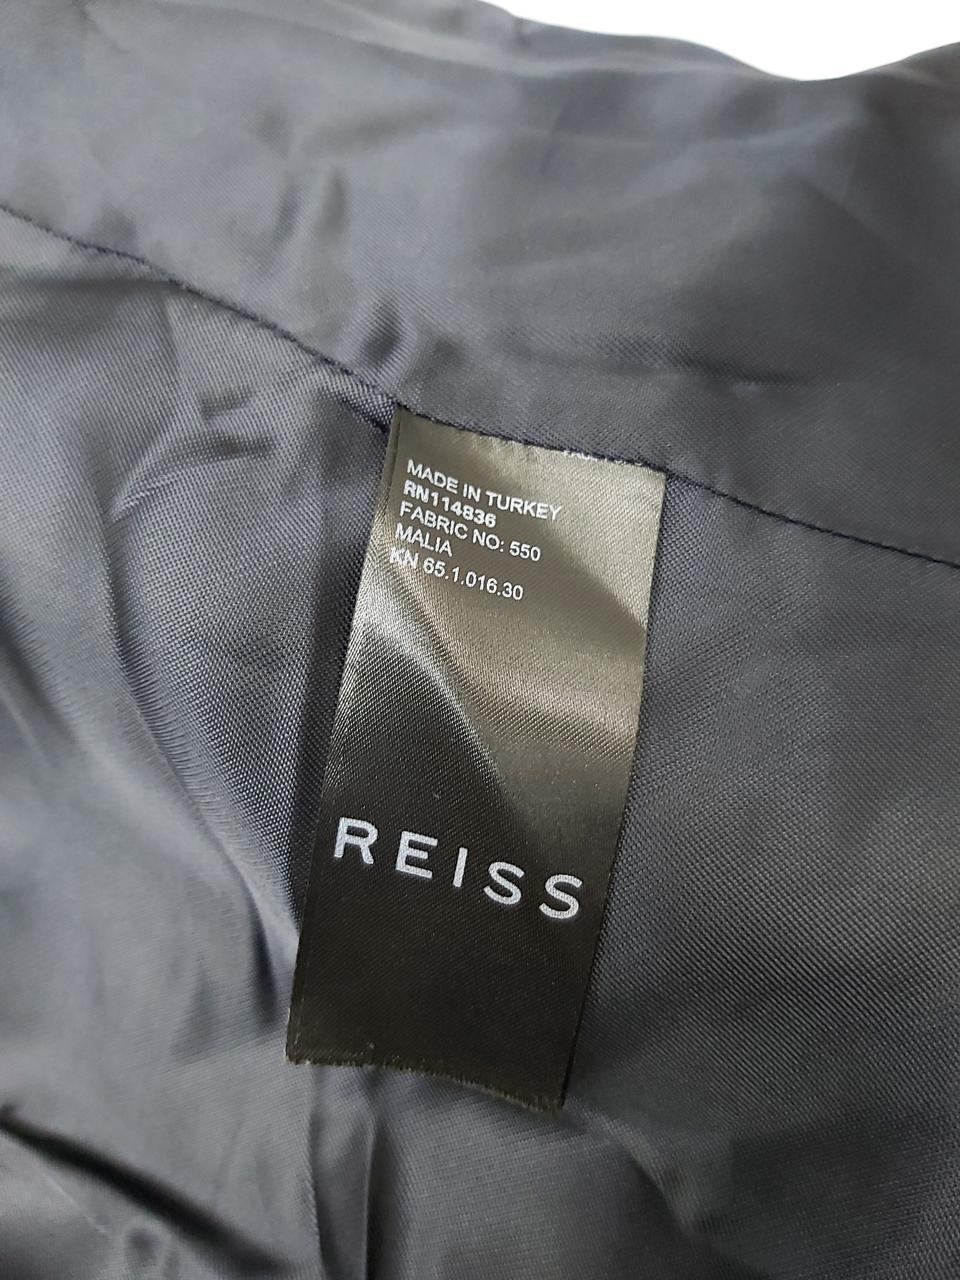 MADE IN TURKEY
RN114836
FABRIC NO: 550
MALIA
KN 65.1.016.30
REISS